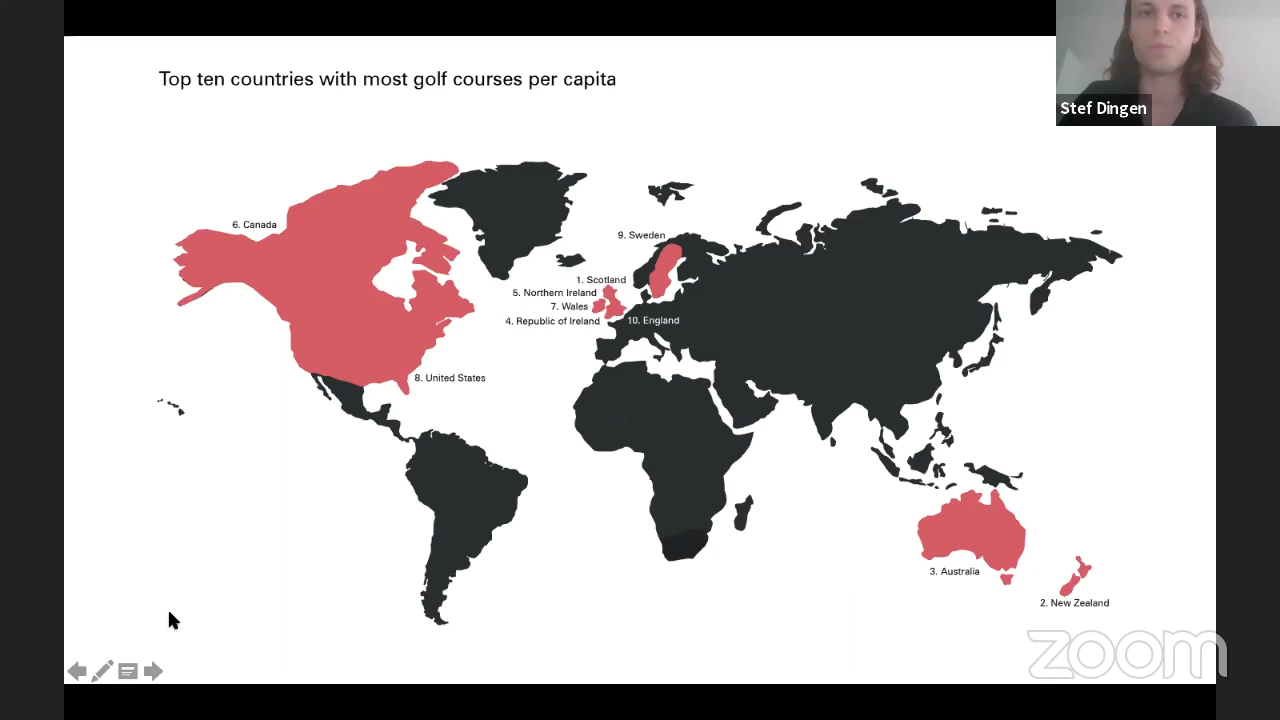 Top ten countries with most golf courses per capita
Stef Dingen
6. Canada
9. Sweden
1. Scotland
5. Northern Ireland
7. Wales
4. Republic of Ireland
10. England
8. United States
3. Australia
2. New Zealand
zoom